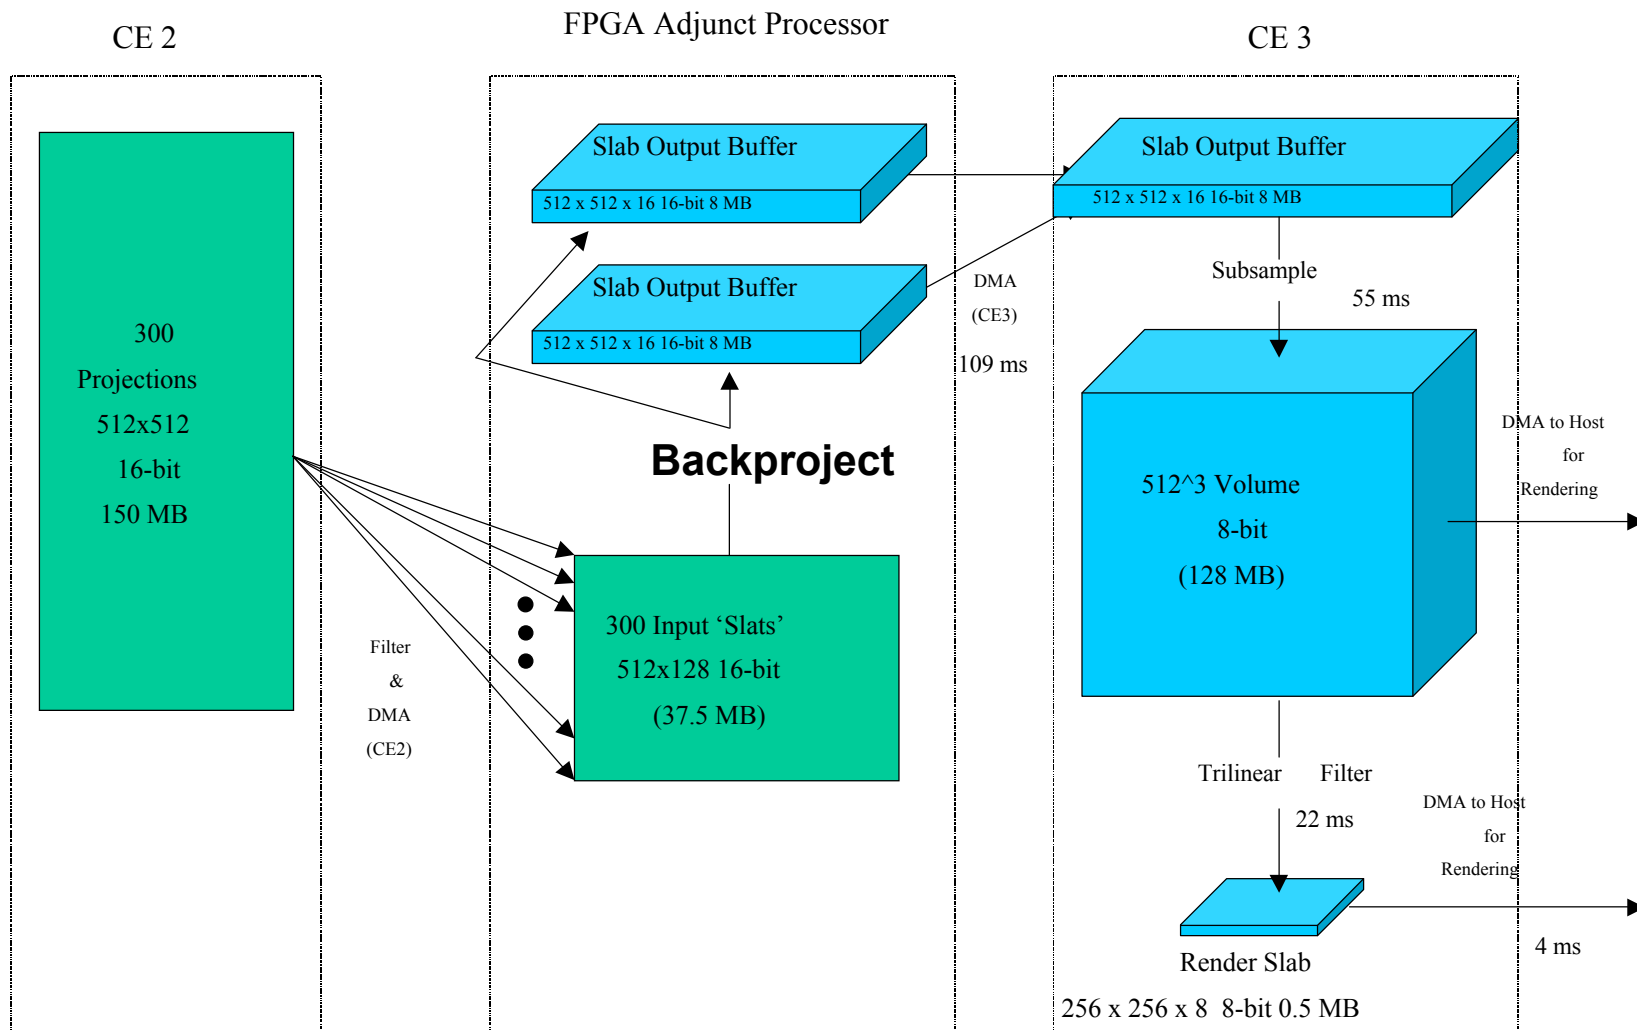 CE 2
FPGA Adjunct Processor
CE 3
300
Projections
512x512
16-bit
150 MB
Filter
&
DMA
(CE2)
Slab Output Buffer
512 x 512 x 16 16-bit 8 MB
Slab Output Buffer
512 x 512 x 16 16-bit 8 MB
Backproject
300 Input ‘Slats’
512x128 16-bit
(37.5 MB)
DMA
(CE3)
109 ms
Slab Output Buffer
512 x 512 x 16 16-bit 8 MB
Subsample
55 ms
512^3 Volume
8-bit
(128 MB)
DMA to Host
for
Rendering
Trilinear Filter
22 ms
DMA to Host
for
Rendering
4 ms
Render Slab
256 x 256 x 8 8-bit 0.5 MB